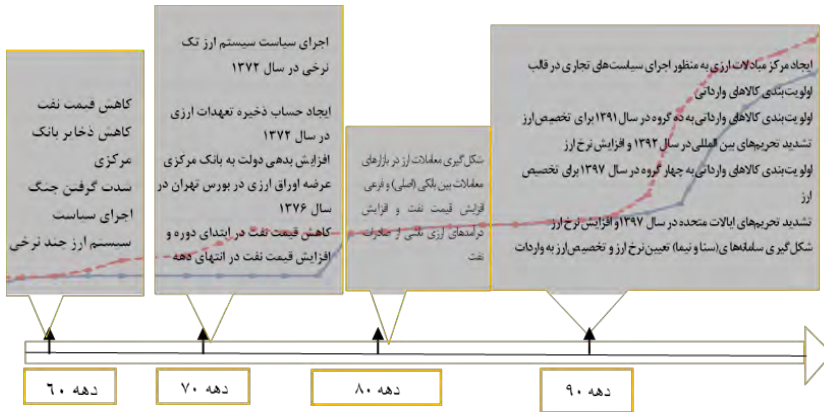 اجرای سیاست سیستم ارز تک
نرخی در سال ۱۳۷۲
ایجاد حساب ذخیره تعهدات ارزی
در سال ۱۳۷۲
افزایش بدهی دولت به بانک مرکزی
عرضه اوراق ارزی در بورس تهران در
سال ۱۳۷۶
کاهش قیمت نفت در ابتدای دوره و
افزایش قیمت نفت در انتهای دهه
کاهش قیمت نفت
کاهش ذخایر بانک
مرکزی
شدت گرفتن جنگ
اجرای سیاست
سیستم ارز چند نرخی
شکل‌گیری معاملات ارز در بازارهای
معاملات بین بانکی (اصلی) و فرعی
افزایش قیمت نفت و افزایش
درآمدهای ارزی ناشی از صادرات
نفت
ایجاد مرکز مبادلات ارزی به منظور اجرای سیاست‌های تجاری در قالب
اولویت‌بندی کالاهای وارداتی
اولویت‌بندی کالاهای وارداتی به ده گروه در سال ۱۳۹۱ برای تخصیص ارز
تشدید تحریم‌های بین المللی در سال ۱۳۹۲ و افزایش نرخ ارز
اولویت‌بندی کالاهای وارداتی به چهار گروه در سال ۱۳۹۷ برای تخصیص
ارز
تشدید تحریم‌های ایالات متحده در سال ۱۳۹۷ و افزایش نرخ ارز
شکل‌گیری سامانه‌های (سنا و نیما) تعیین نرخ ارز و تخصیص ارز به واردات
دهه ۶۰
دهه ۷۰
دهه ۸۰
دهه ۹۰